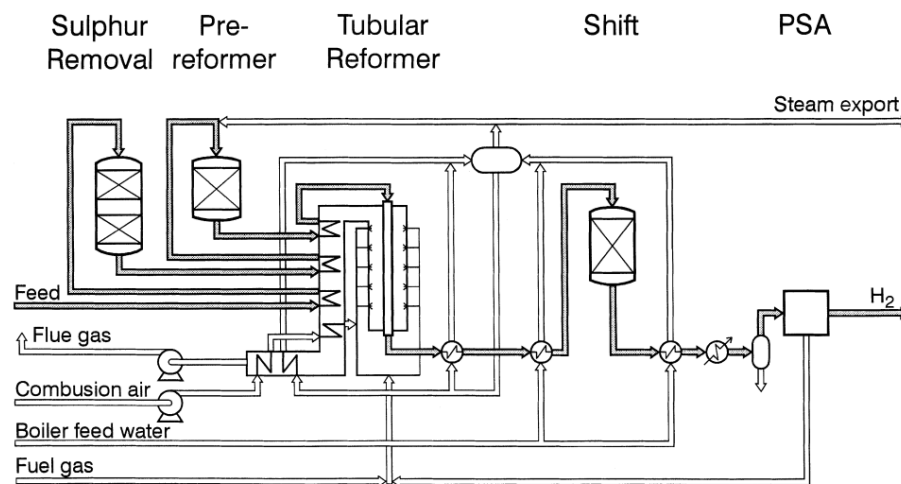 Sulphur
Removal
Pre-
reformer
Tubular
Reformer
Shift
PSA
Steam export
Feed
H₂
Flue gas
Combusion air
Boiler feed water
Fuel gas